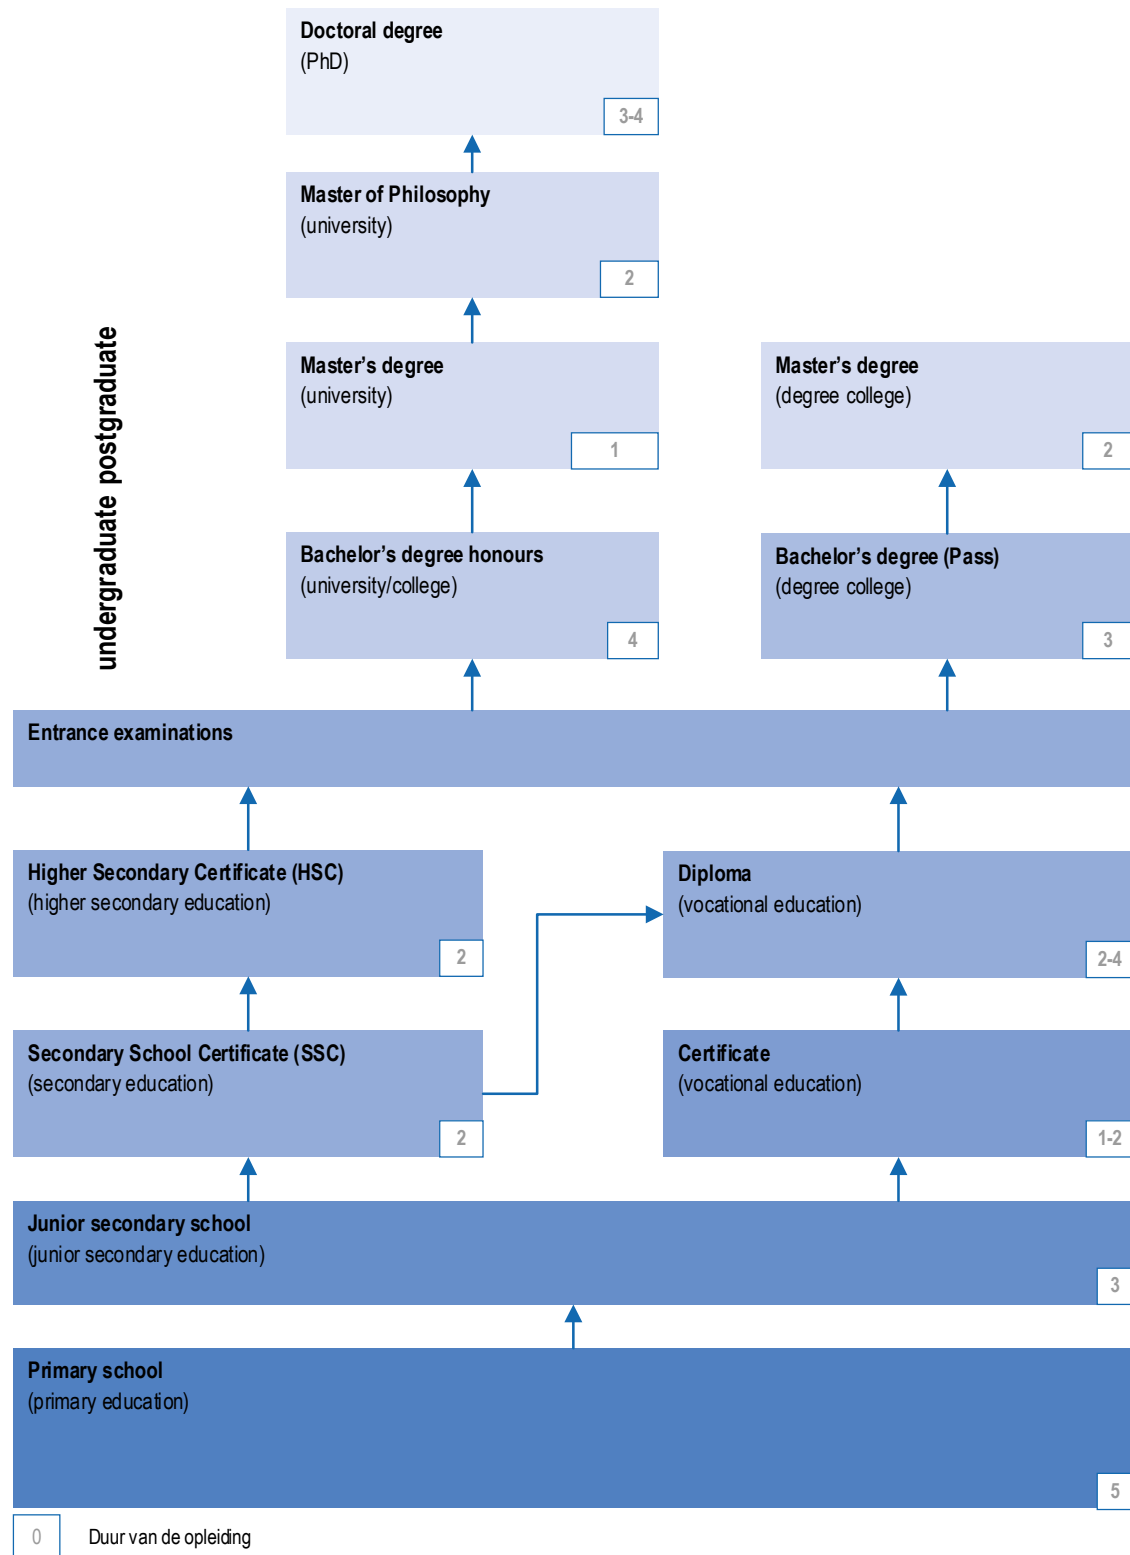 Doctoral degree
(PhD)
3-4
Master of Philosophy
(university)
2
undergraduate postgraduate
Master's degree
(university)
1
Master's degree
(degree college)
2
Bachelor's degree honours
(university/college)
4
Bachelor's degree (Pass)
(degree college)
3
Entrance examinations
Higher Secondary Certificate (HSC)
(higher secondary education)
2
Diploma
(vocational education)
2-4
Secondary School Certificate (SSC)
(secondary education)
2
Certificate
(vocational education)
1-2
Junior secondary school
(junior secondary education)
3
Primary school
(primary education)
5
0 Duur van de opleiding